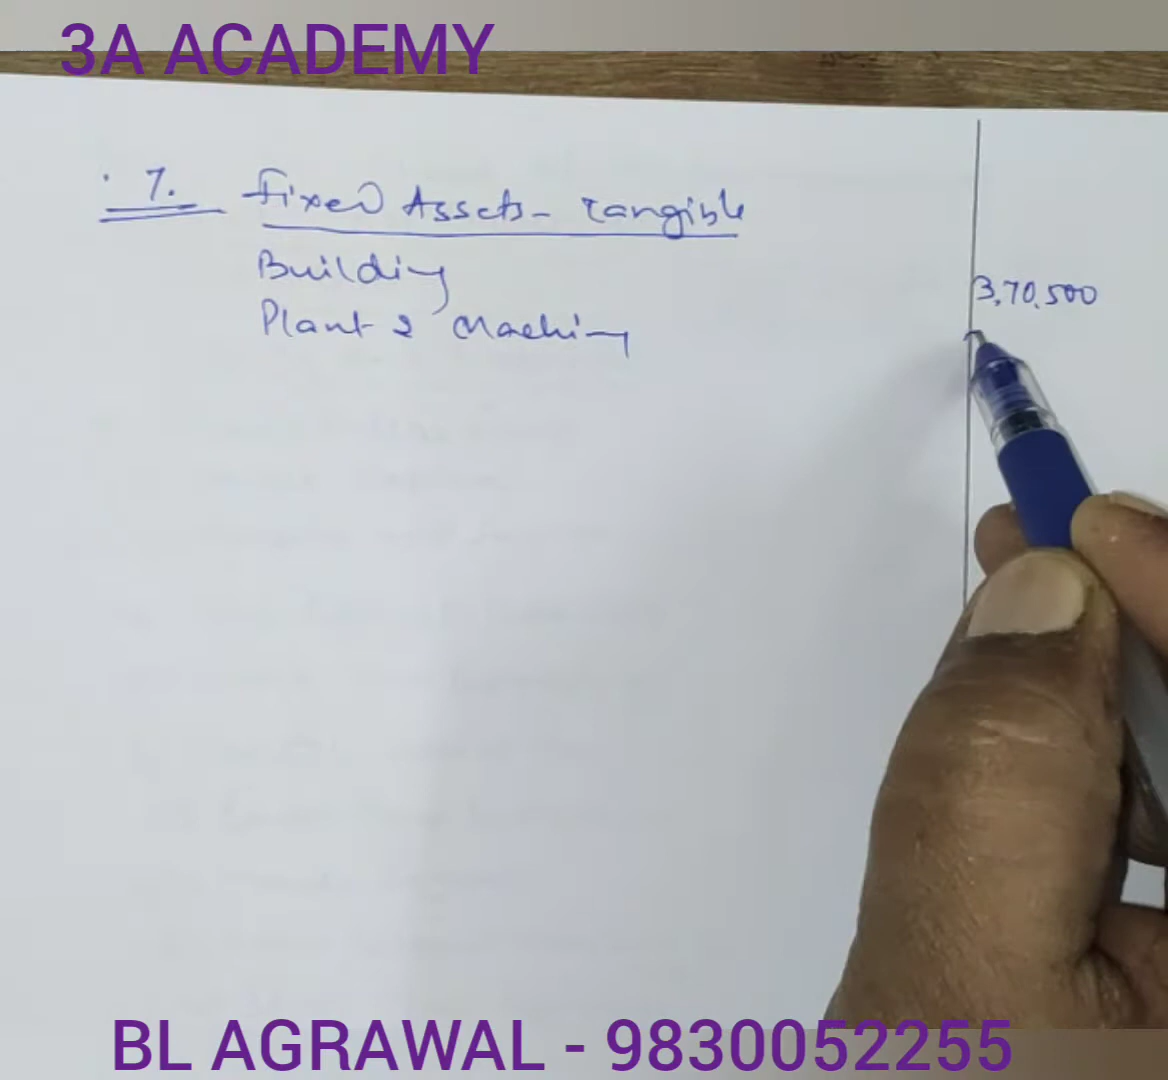 3A ACADEMY
7. Fixed Assets - Tangible
Building
3,70,500
Plant & Machinery
BL AGRAWAL - 9830052255